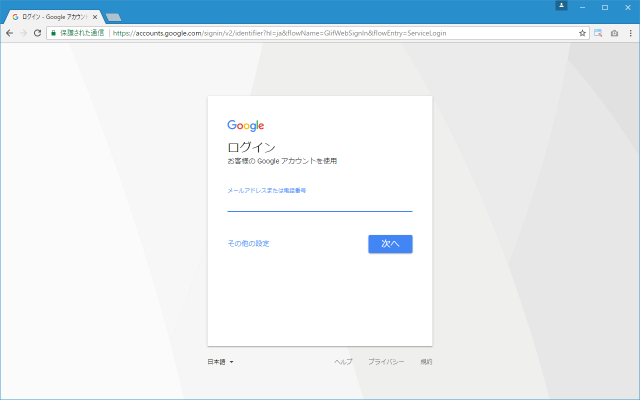 ログイン - Google アカウント
保護された通信
https://accounts.google.com/signin/v2/identifier?hl=ja&flowName=GlifWebSignIn&flowEntry=ServiceLogin
Google
ログイン
お客様の Google アカウントを使用
メールアドレスまたは電話番号
その他の設定
次へ
日本語
ヘルプ
プライバシー
規約